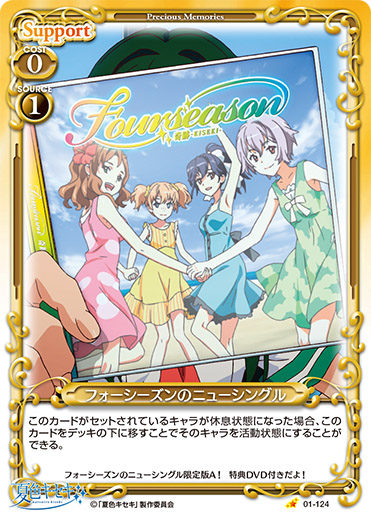 Precious Memories
Support
COST
0
SOURCE
1
Fourseason
奇跡-KISEKI-
フォーシーズンのニューシングル
このカードがセットされているキャラが休息状態になった場合、こ
のカードをデッキの下に移すことでそのキャラを活動状態にすることが
できる。
フォーシーズンのニューシングル限定版A! 特典DVD付きだよ!
夏色キセキ
©「夏色キセキ」製作委員会
01-124